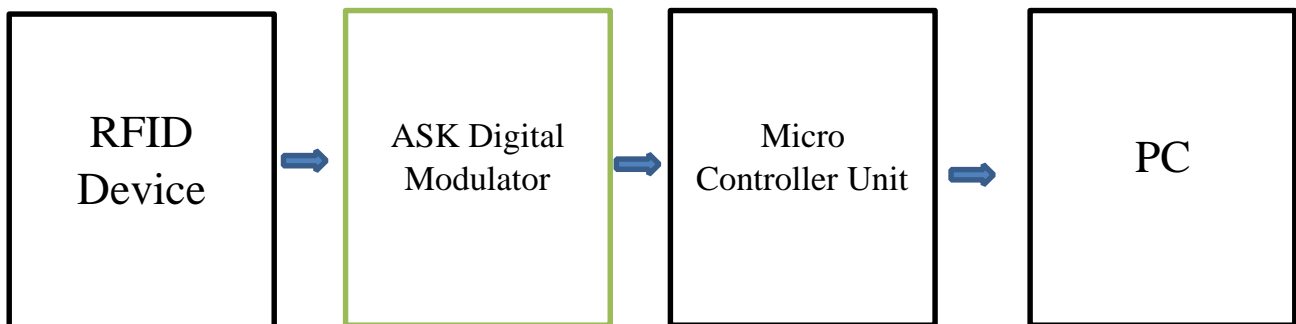 RFID
Device
ASK Digital
Modulator
Micro
Controller Unit
PC